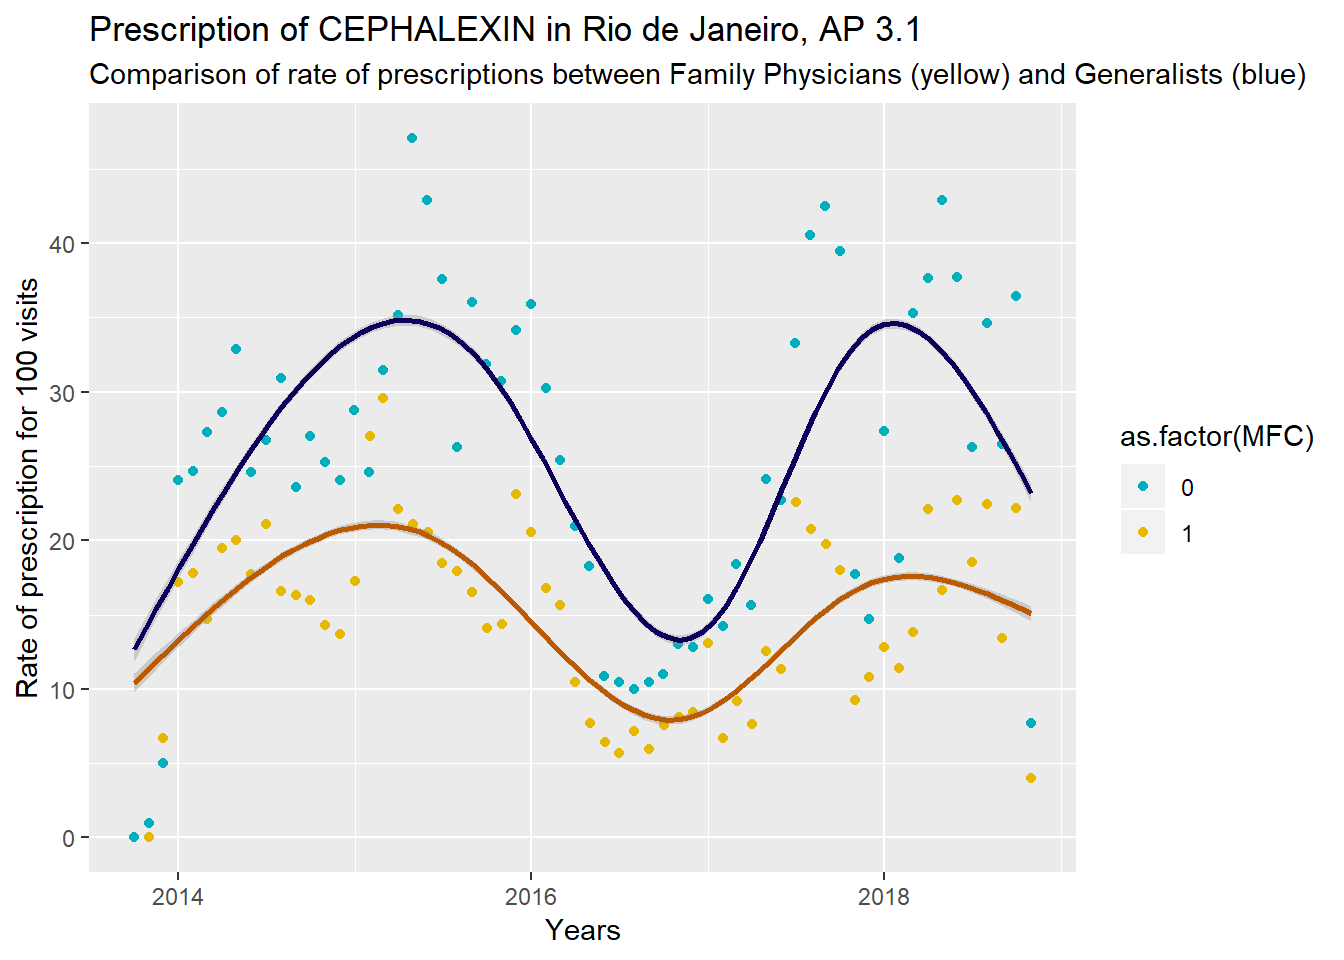 Prescription of CEPHALEXIN in Rio de Janeiro, AP 3.1
Comparison of rate of prescriptions between Family Physicians (yellow) and Generalists (blue)
Rate of prescription for 100 visits
40
30
20
10
0
2014
2016
2018
Years
as.factor(MFC)
0
1